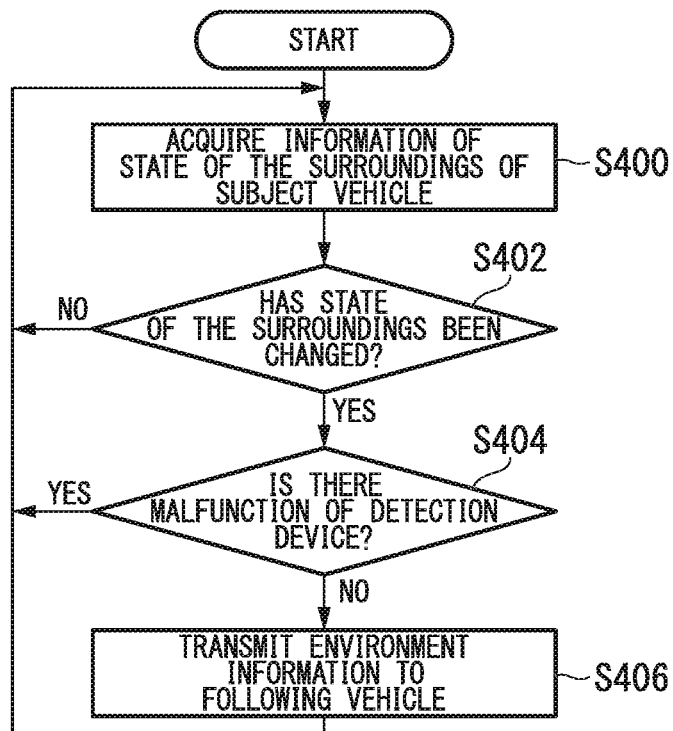 START
ACQUIRE INFORMATION OF
STATE OF THE SURROUNDINGS OF
SUBJECT VEHICLE
S400
S402
HAS STATE
OF THE SURROUNDINGS BEEN
CHANGED?
NO
YES
S404
IS THERE
MALFUNCTION OF DETECTION
DEVICE?
YES
NO
TRANSMIT ENVIRONMENT
INFORMATION TO
FOLLOWING VEHICLE
S406